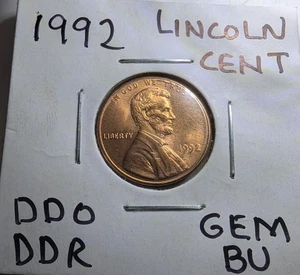 1992 LINCOLN
CENT
IN GOD WE TRUST
LIBERTY
1992
DDO GEM
DDR BU